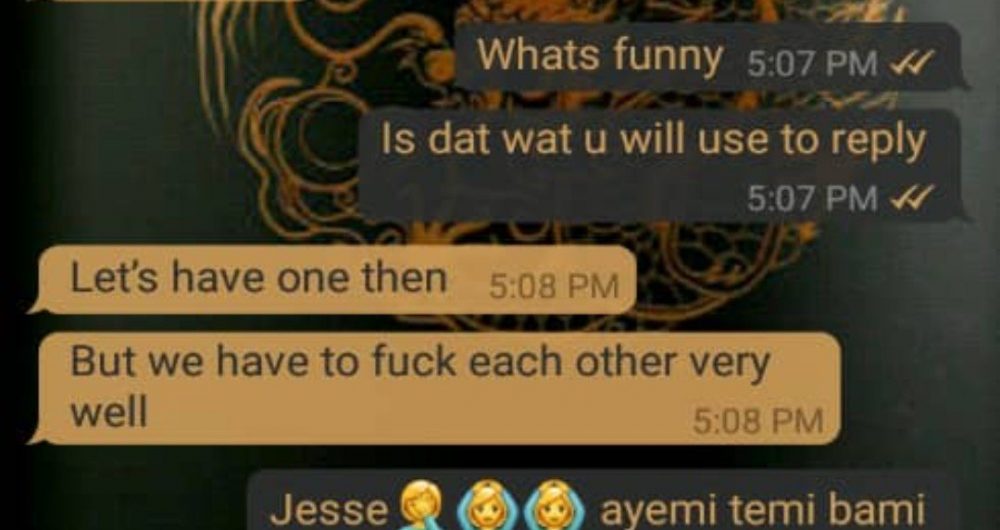 Whats funny 5:07 PM
Is dat wat u will use to reply
5:07 PM
Let's have one then 5:08 PM
But we have to fuck each other very
well 5:08 PM
Jesse🤦‍♀️🙆‍♀️🙆‍♀️ ayemi temi bami